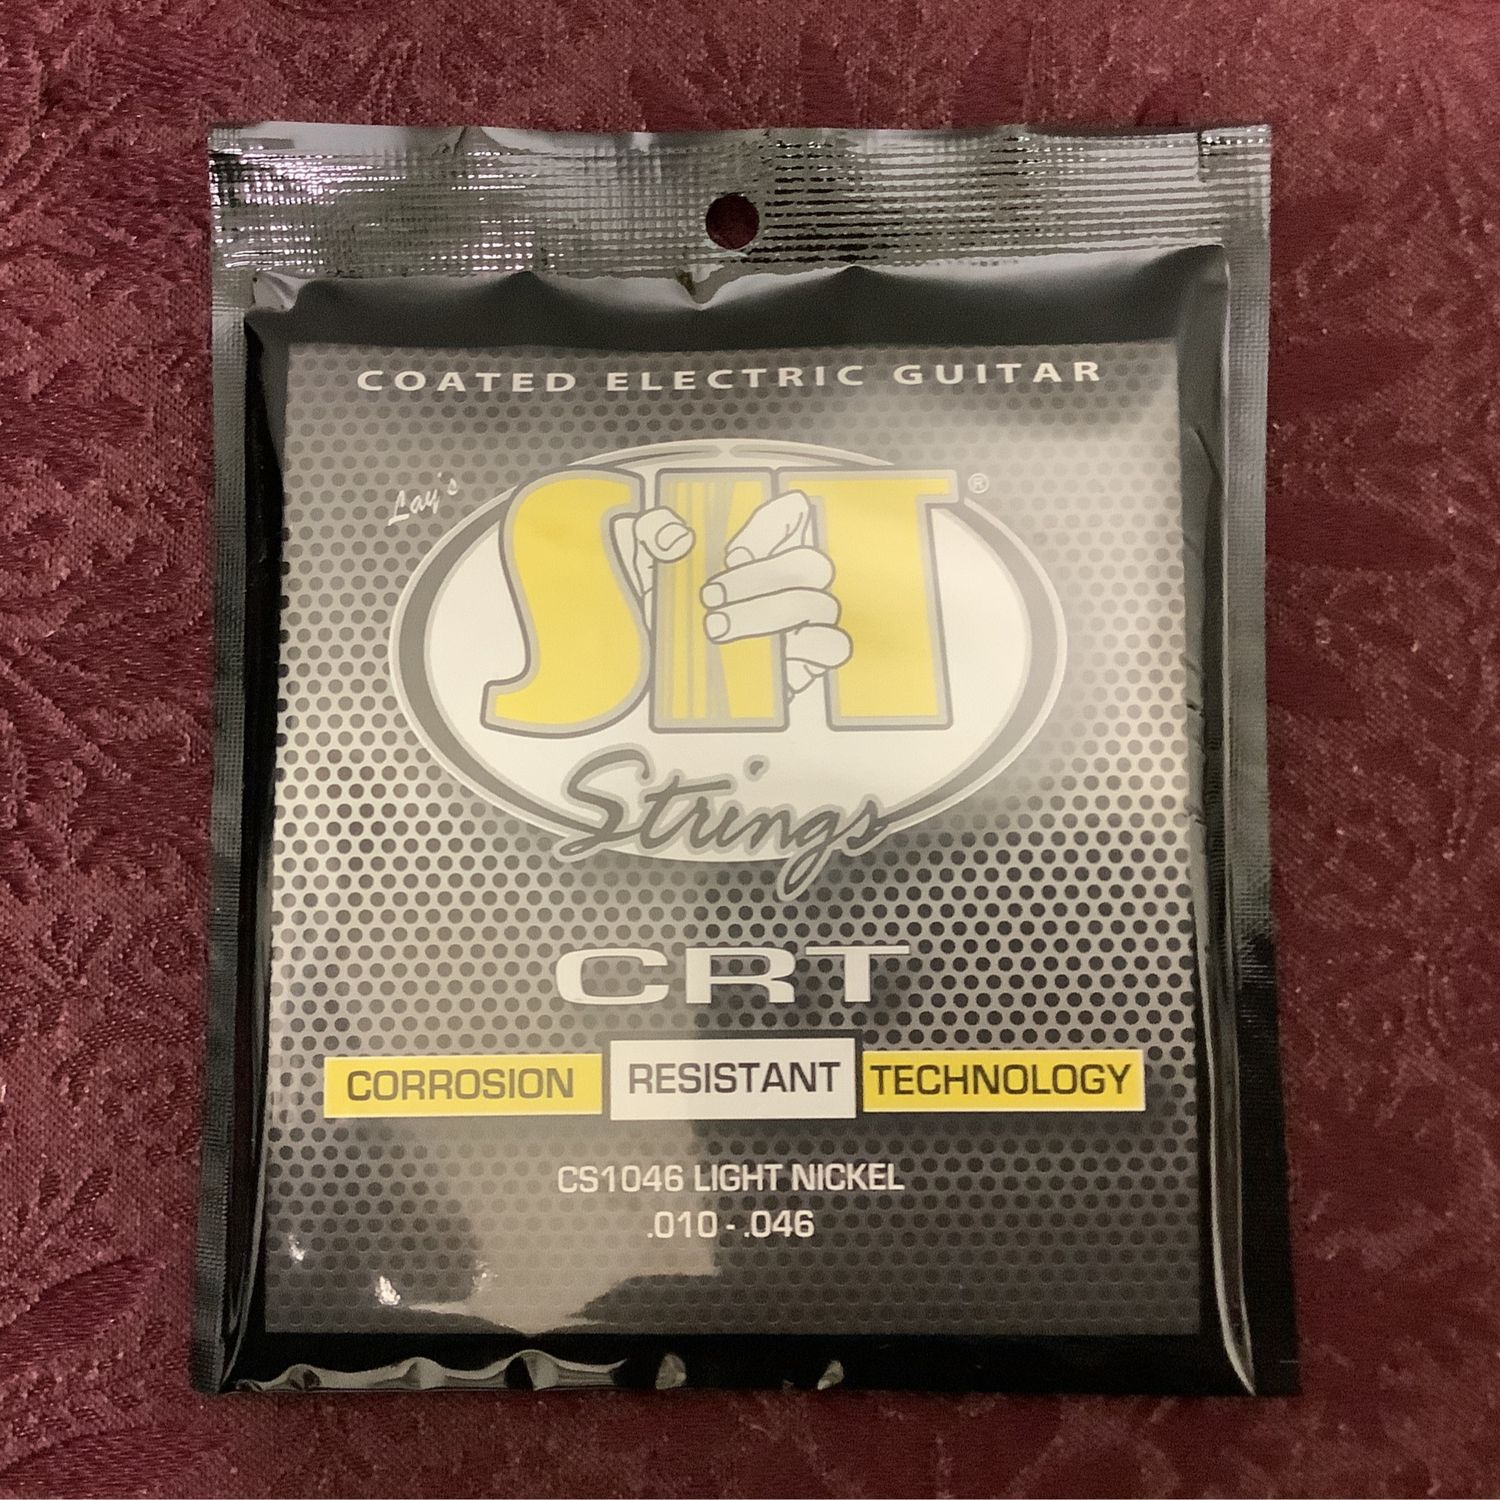 COATED ELECTRIC GUITAR
Lay's
SIT®
Strings
CRT
CORROSION RESISTANT TECHNOLOGY
CS1046 LIGHT NICKEL
.010 - .046